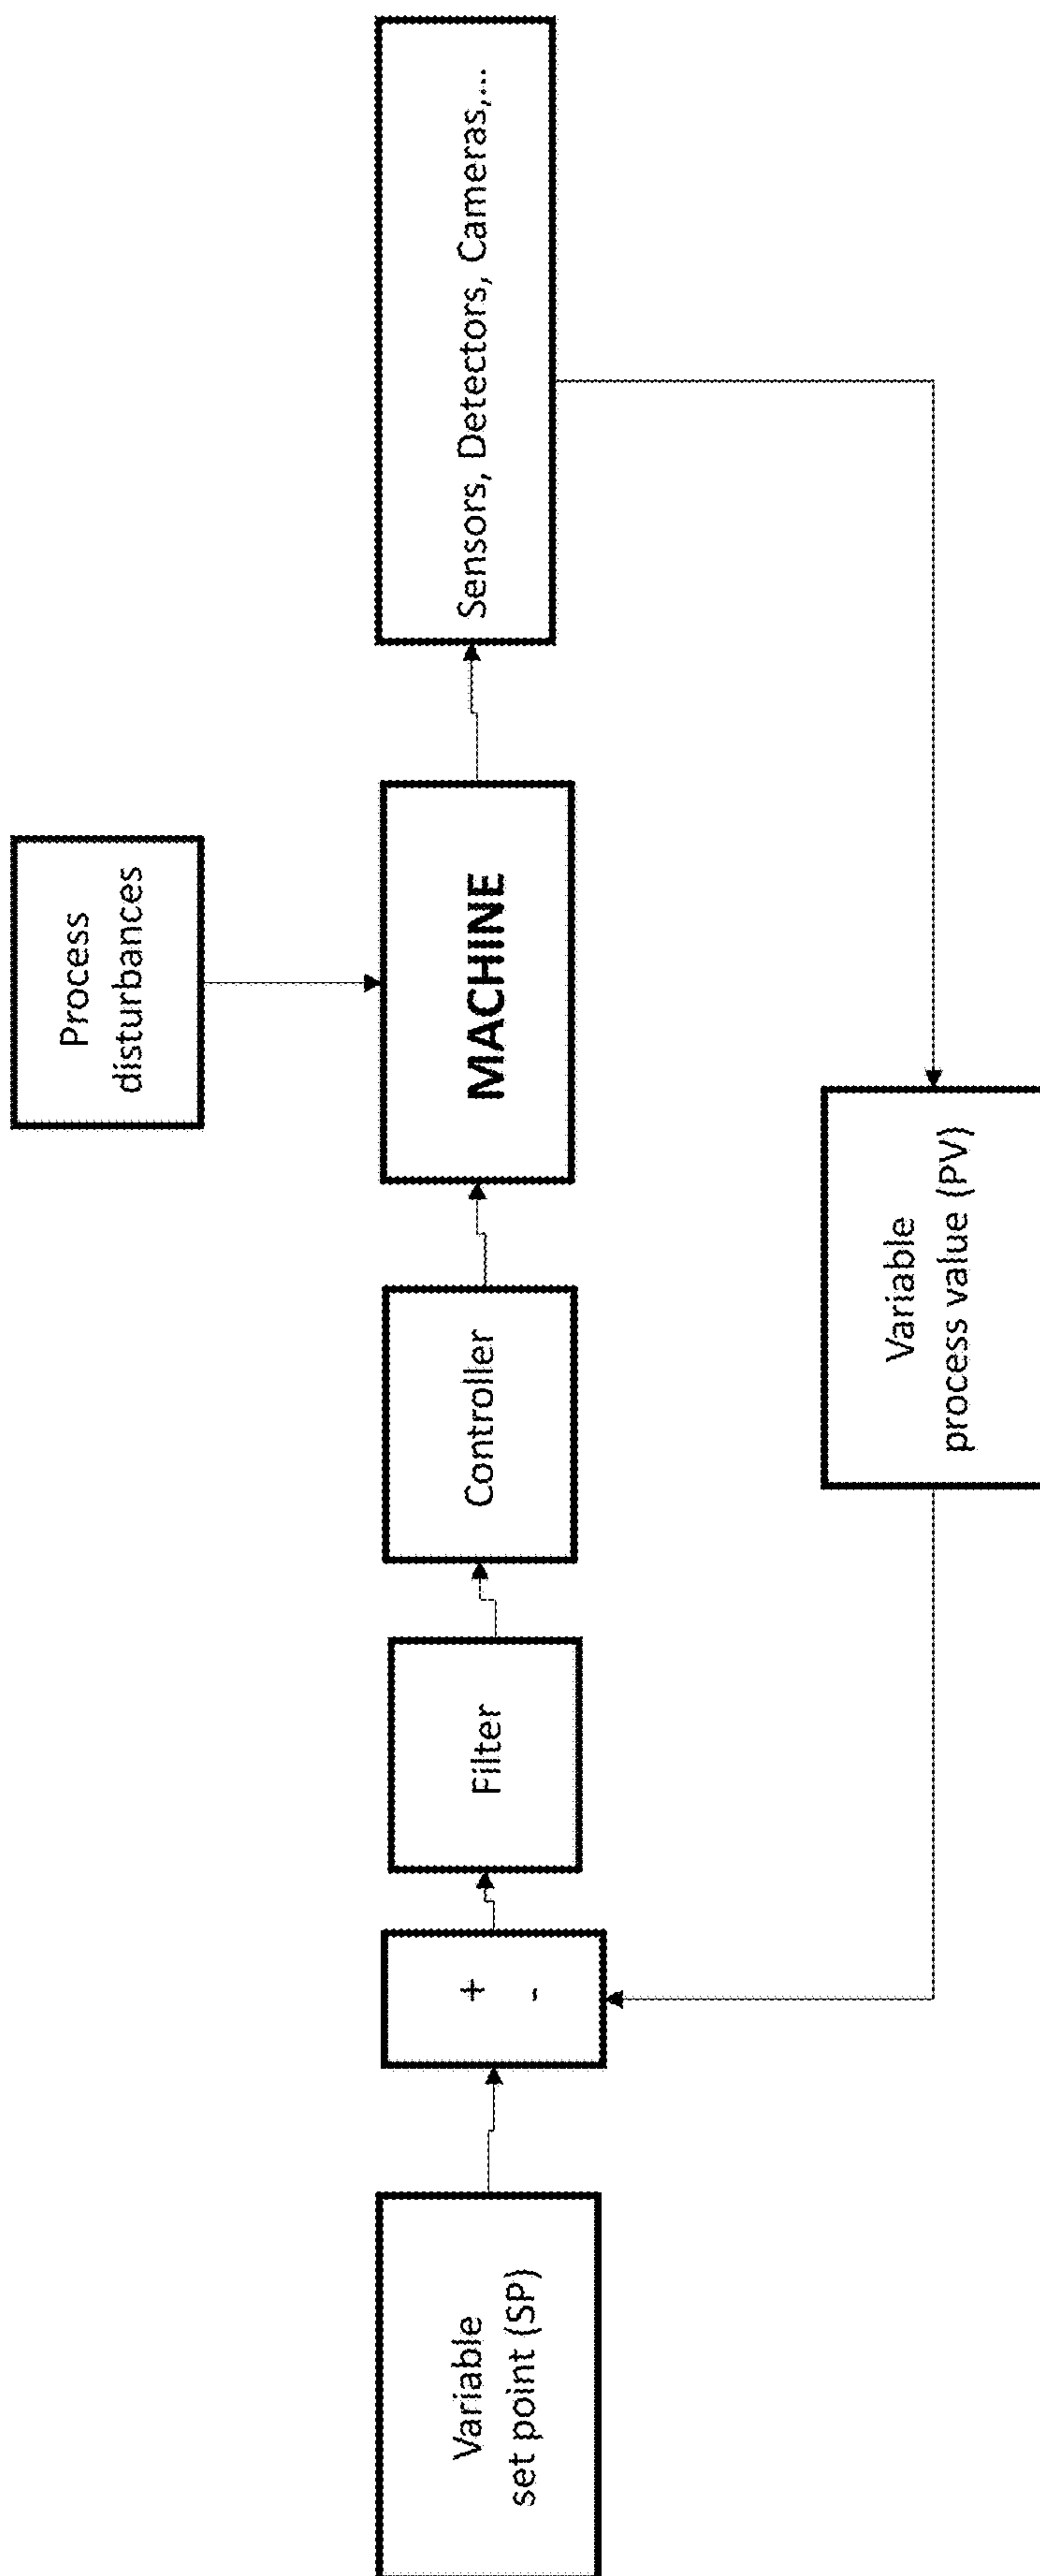 Process
disturbances
Variable
set point (SP)
+
-
Filter
Controller
MACHINE
Sensors, Detectors, Cameras,...
Variable
process value (PV)